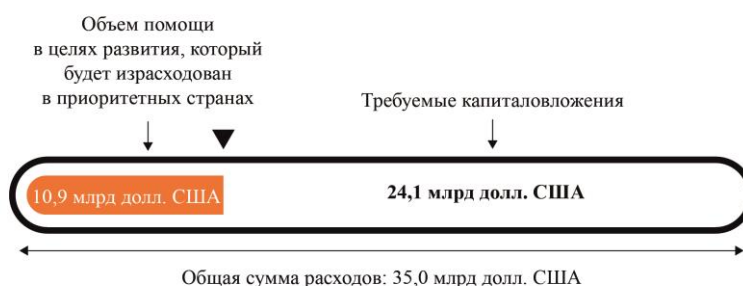 Объем помощи
в целях развития, который
будет израсходован
в приоритетных странах
Требуемые капиталовложения
10,9 млрд долл. США
24,1 млрд долл. США
Общая сумма расходов: 35,0 млрд долл. США